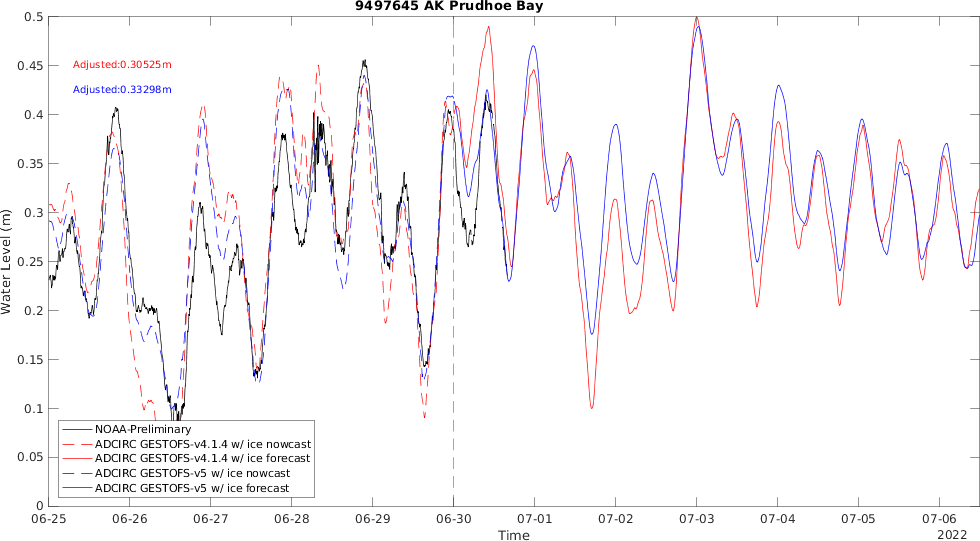 9497645 AK Prudhoe Bay
0.5
0.45
0.4
0.35
0.3
0.25
0.2
0.15
0.1
0.05
0
Water Level (m)
Adjusted:0.30525m
Adjusted:0.33298m
NOAA-Preliminary
ADCIRC GESTOFS-v4.1.4 w/ ice nowcast
ADCIRC GESTOFS-v4.1.4 w/ ice forecast
ADCIRC GESTOFS-v5 w/ ice nowcast
ADCIRC GESTOFS-v5 w/ ice forecast
06-25 06-26 06-27 06-28 06-29 06-30 07-01 07-02 07-03 07-04 07-05 07-06
Time
2022